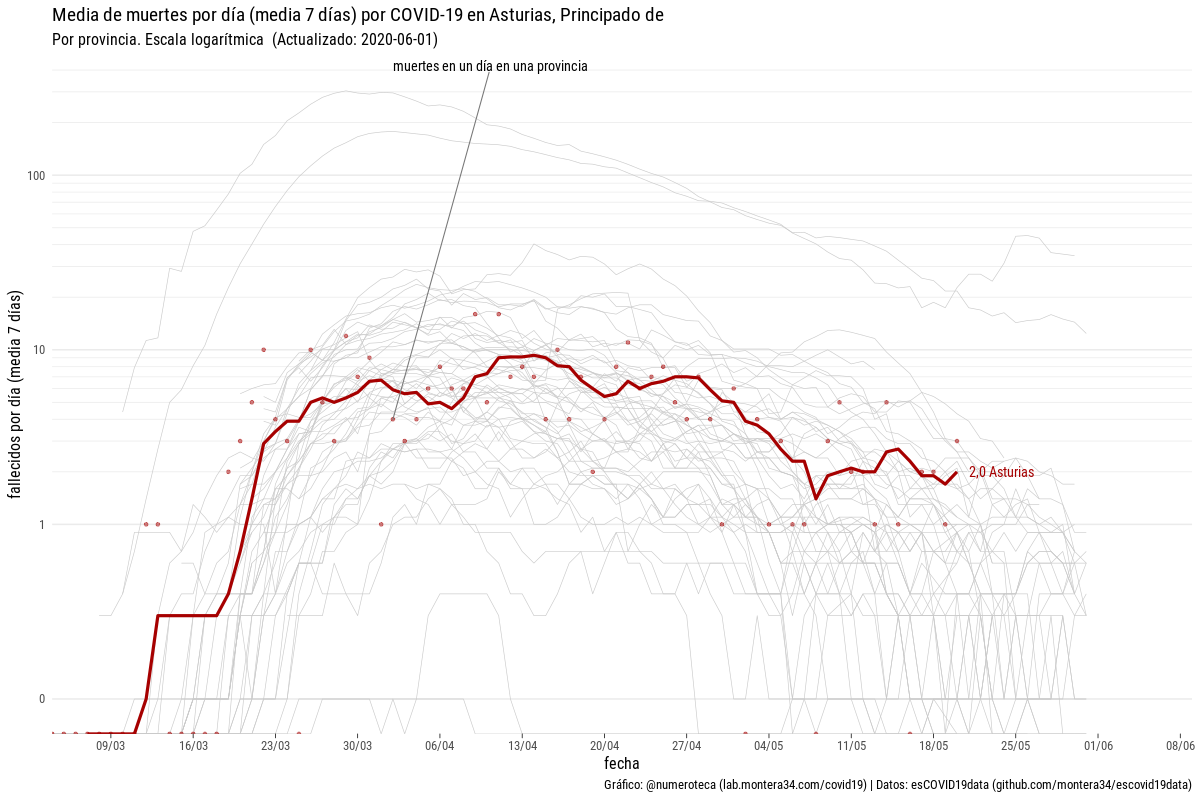 Media de muertes por día (media 7 días) por COVID-19 en Asturias, Principado de
Por provincia. Escala logarítmica  (Actualizado: 2020-06-01)
muertes en un día en una provincia
fallecidos por día (media  7 días)
100
10
1
0
2,0 Asturias
09/03
16/03
23/03
30/03
06/04
13/04
20/04
27/04
04/05
11/05
18/05
25/05
01/06
08/06
fecha
Gráfico: @numeroteca (lab.montera34.com/covid19) | Datos: esCOVID19data (github.com/montera34/escovid19data)